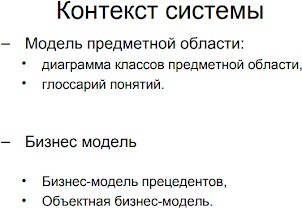 Контекст системы
– Модель предметной области:
• диаграмма классов предметной области,
• глоссарий понятий.
– Бизнес модель
• Бизнес-модель прецедентов,
• Объектная бизнес-модель.